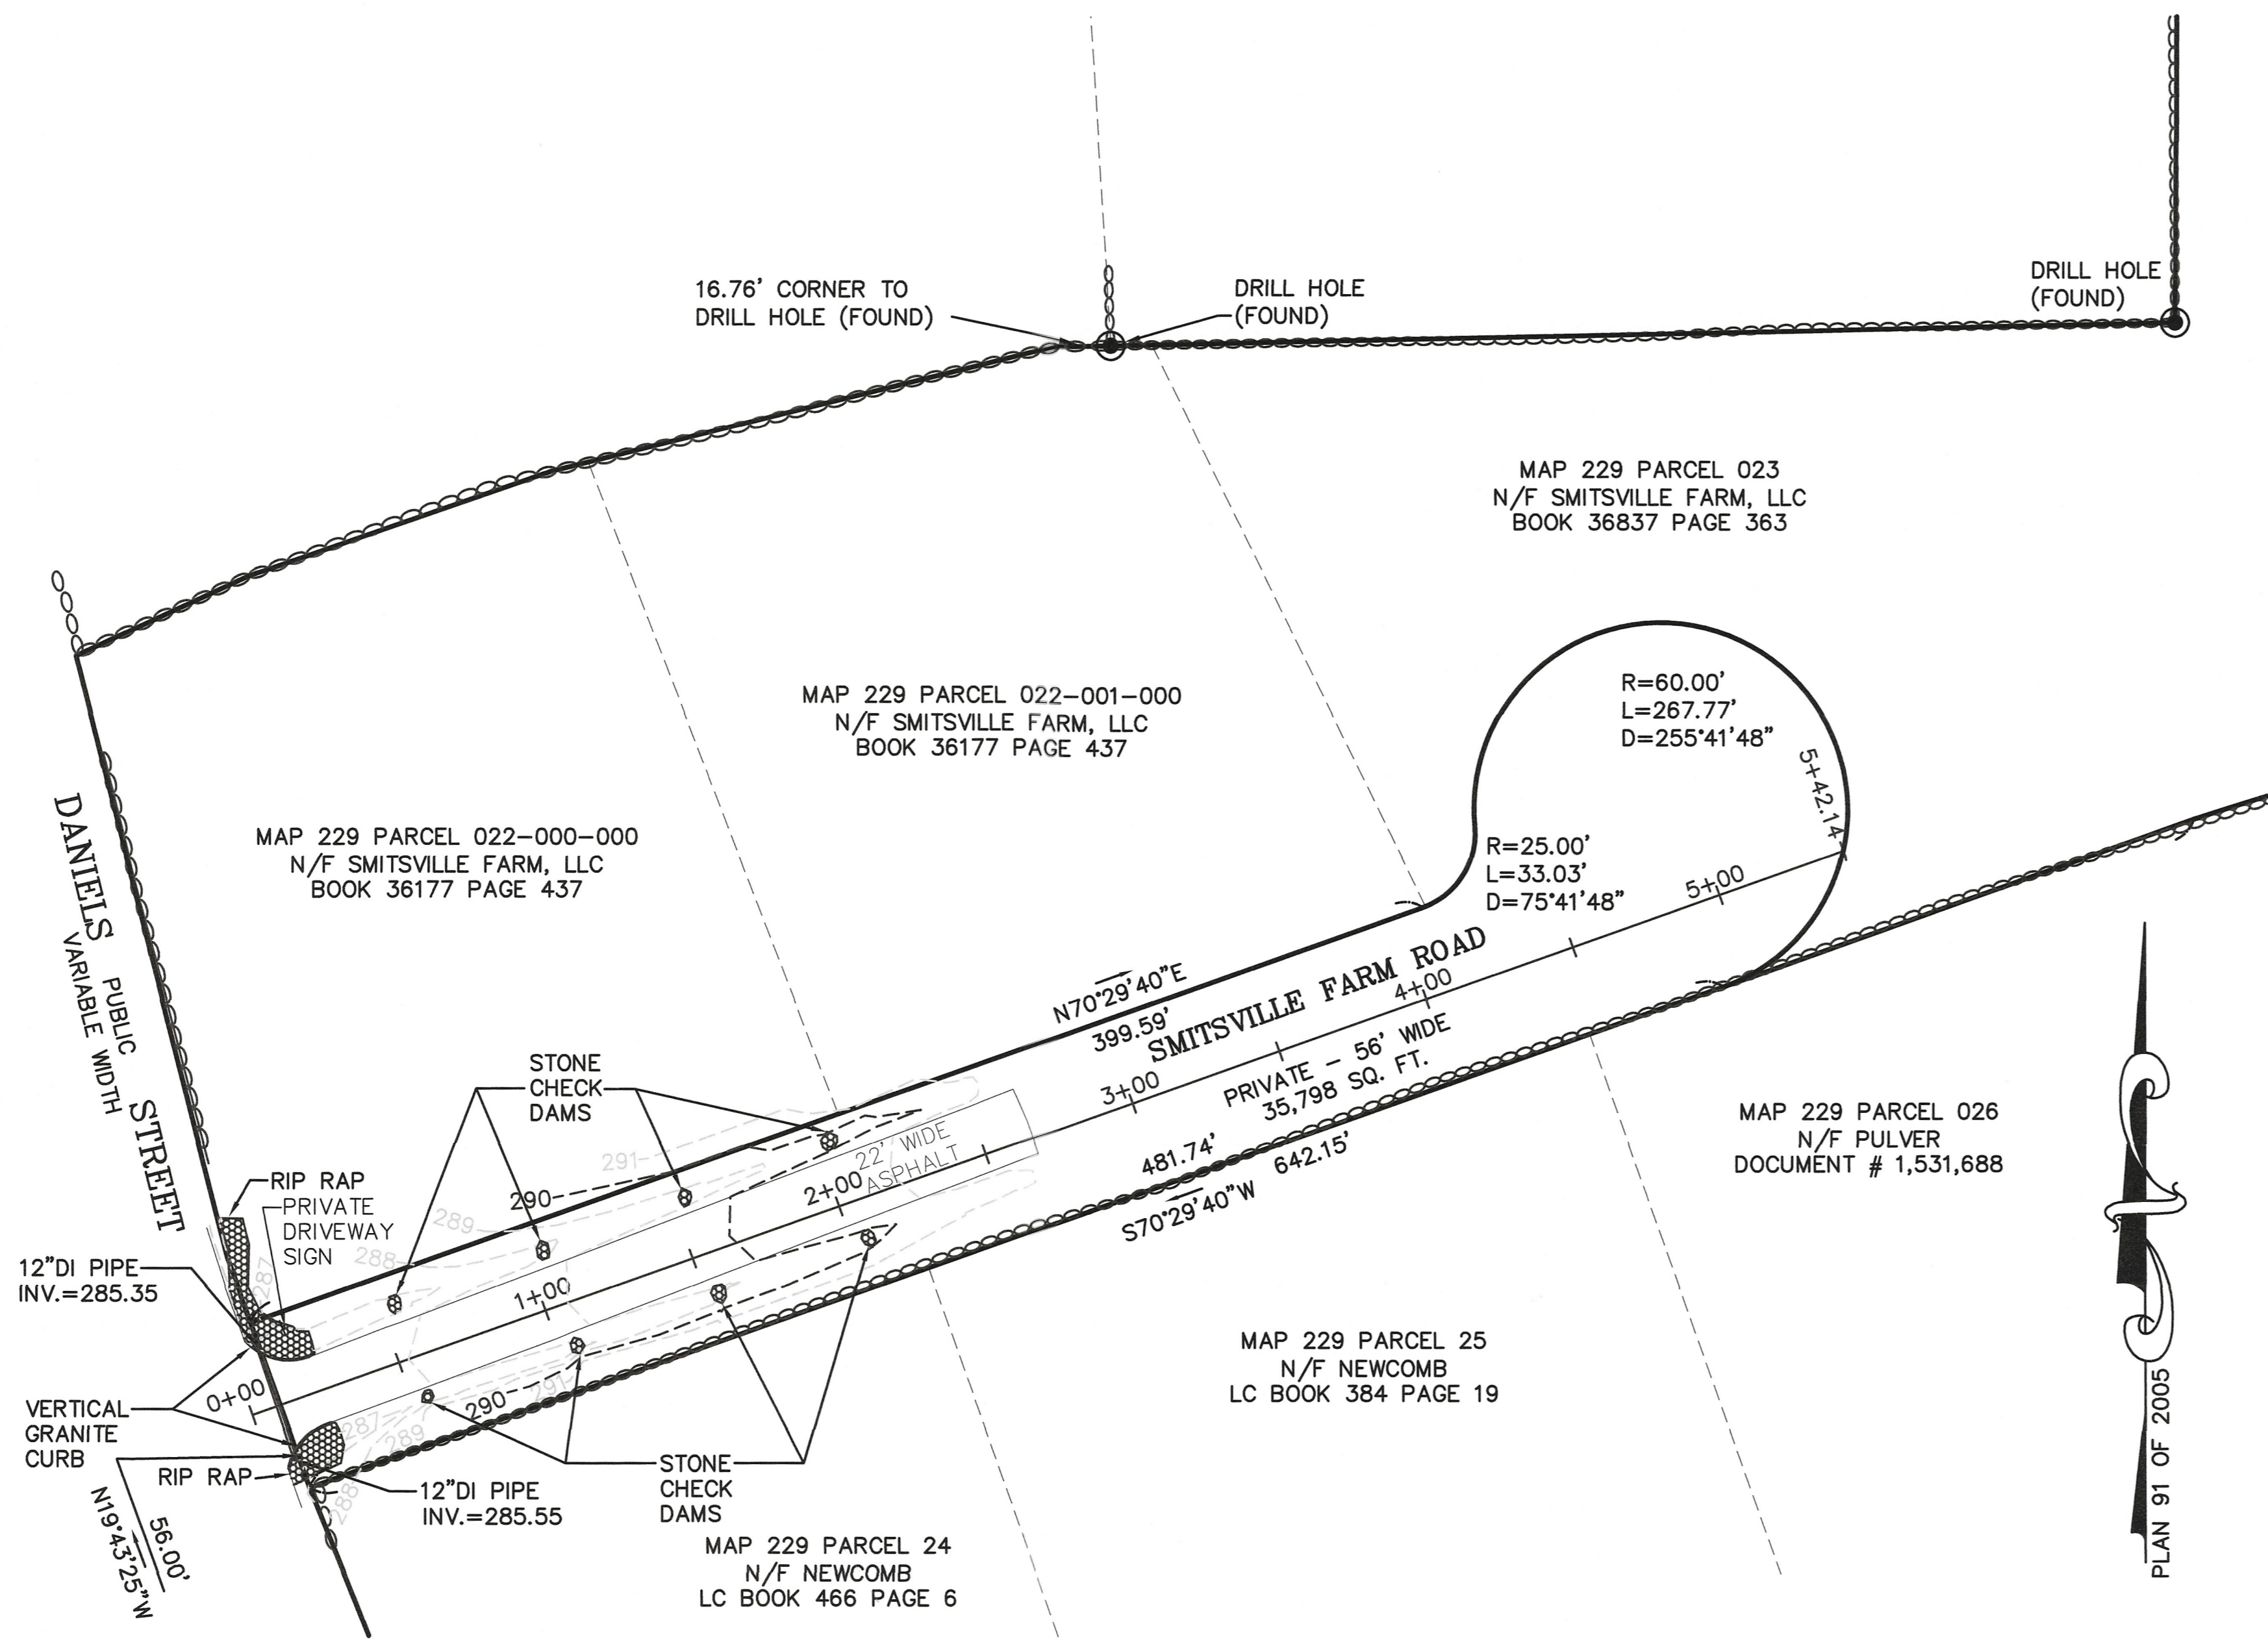 16.76' CORNER TO
DRILL HOLE (FOUND)
DRILL HOLE
(FOUND)
DRILL HOLE
(FOUND)
MAP 229 PARCEL 023
N/F SMITSVILLE FARM, LLC
BOOK 36837 PAGE 363
MAP 229 PARCEL 022-001-000
N/F SMITSVILLE FARM, LLC
BOOK 36177 PAGE 437
R=60.00'
L=267.77'
D=255°41'48"
5+42.14
MAP 229 PARCEL 022-000-000
N/F SMITSVILLE FARM, LLC
BOOK 36177 PAGE 437
R=25.00'
L=33.03'
D=75°41'48"
5+00
DANIELS STREET
PUBLIC
VARIABLE WIDTH
N70°29'40"E
399.59'
SMITSVILLE FARM ROAD
4+00
PRIVATE - 56' WIDE
35,798 SQ. FT.
3+00
STONE
CHECK
DAMS
22' WIDE
ASPHALT
2+00
481.74'
642.15'
S70°29'40"W
MAP 229 PARCEL 026
N/F PULVER
DOCUMENT # 1,531,688
291
290
289
288
287
RIP RAP
PRIVATE
DRIVEWAY
SIGN
12"DI PIPE
INV.=285.35
1+00
0+00
VERTICAL
GRANITE
CURB
RIP RAP
287
289
288
290
291
12"DI PIPE
INV.=285.55
STONE
CHECK
DAMS
56.00'
N19°43'25"W
MAP 229 PARCEL 25
N/F NEWCOMB
LC BOOK 384 PAGE 19
MAP 229 PARCEL 24
N/F NEWCOMB
LC BOOK 466 PAGE 6
PLAN 91 OF 2005